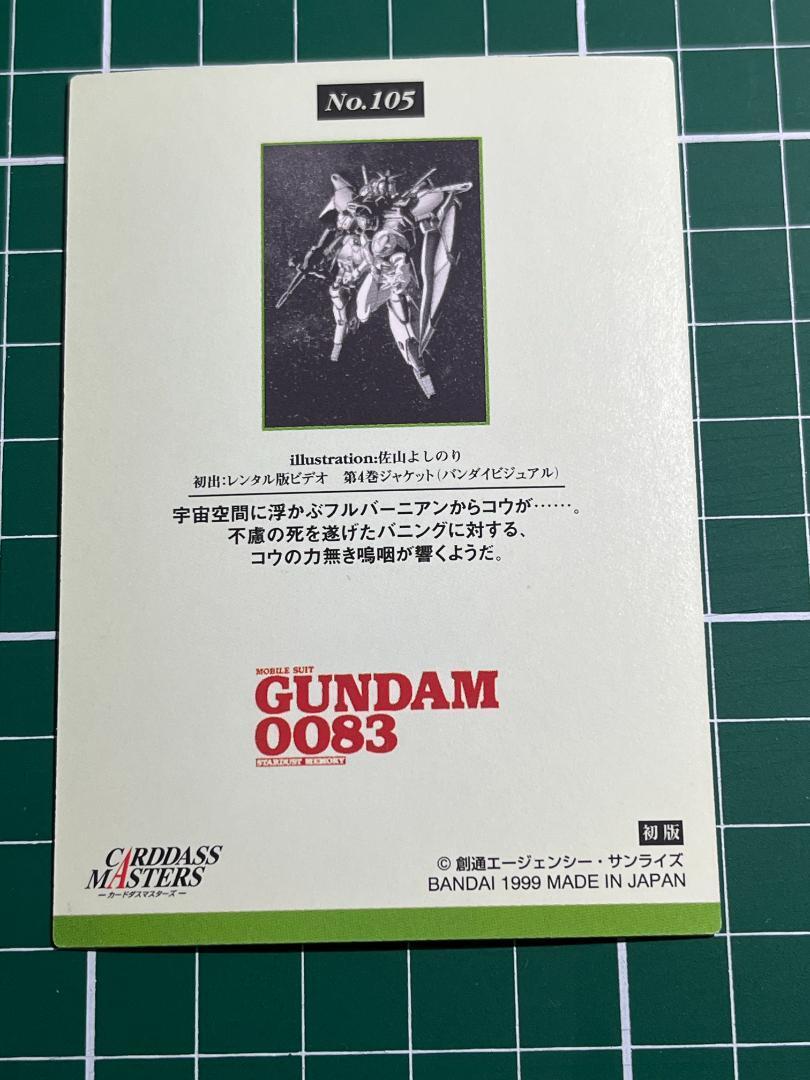 No.105
illustration:佐山よしのり
初出:レンタル版ビデオ 第4巻ジャケット(バンダイビジュアル)
宇宙空間に浮かぶフルバーニアンからコウが……。
不慮の死を遂げたバニングに対する、
コウの力無き嗚咽が響くようだ。
MOBILE SUIT
GUNDAM
0083
STARDUST MEMORY
初版
CARDDASS
MASTERS
ーカードダスマスターズー
© 創通エージェンシー・サンライズ
BANDAI 1999 MADE IN JAPAN